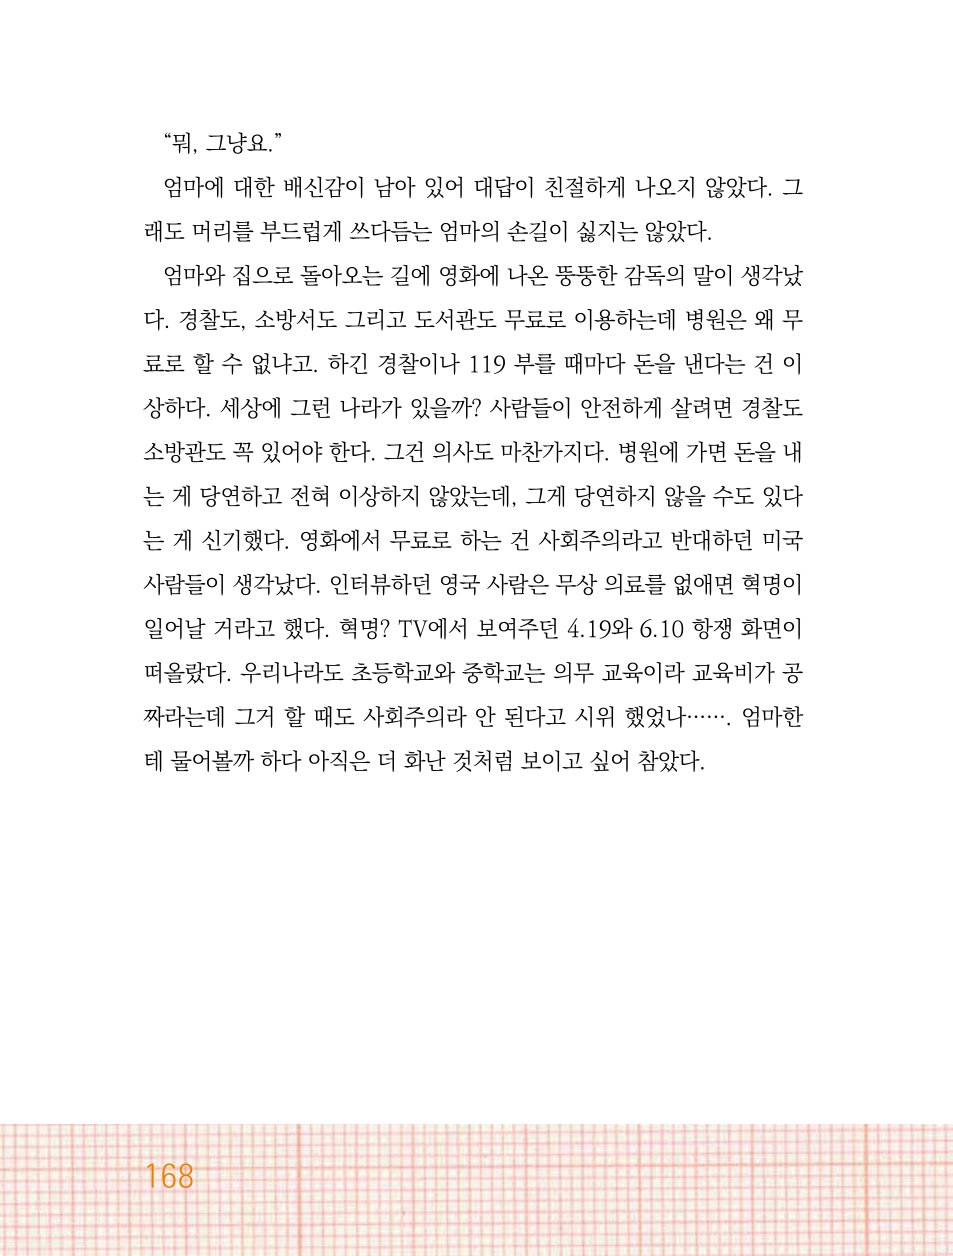 “뭐, 그냥요.”
엄마에 대한 배신감이 남아 있어 대답이 친절하게 나오지 않았다. 그
래도 머리를 부드럽게 쓰다듬는 엄마의 손길이 싫지는 않았다.
엄마와 집으로 돌아오는 길에 영화에 나온 뚱뚱한 감독의 말이 생각났
다. 경찰도, 소방서도 그리고 도서관도 무료로 이용하는데 병원은 왜 무
료로 할 수 없냐고. 하긴 경찰이나 119 부를 때마다 돈을 낸다는 건 이
상하다. 세상에 그런 나라가 있을까? 사람들이 안전하게 살려면 경찰도
소방관도 꼭 있어야 한다. 그건 의사도 마찬가지다. 병원에 가면 돈을 내
는 게 당연하고 전혀 이상하지 않았는데, 그게 당연하지 않을 수도 있다
는 게 신기했다. 영화에서 무료로 하는 건 사회주의라고 반대하던 미국
사람들이 생각났다. 인터뷰하던 영국 사람은 무상 의료를 없애면 혁명이
일어날 거라고 했다. 혁명? TV에서 보여주던 4.19와 6.10 항쟁 화면이
떠올랐다. 우리나라도 초등학교와 중학교는 의무 교육이라 교육비가 공
짜라는데 그거 할 때도 사회주의라 안 된다고 시위 했었나……. 엄마한
테 물어볼까 하다 아직은 더 화난 것처럼 보이고 싶어 참았다.
168